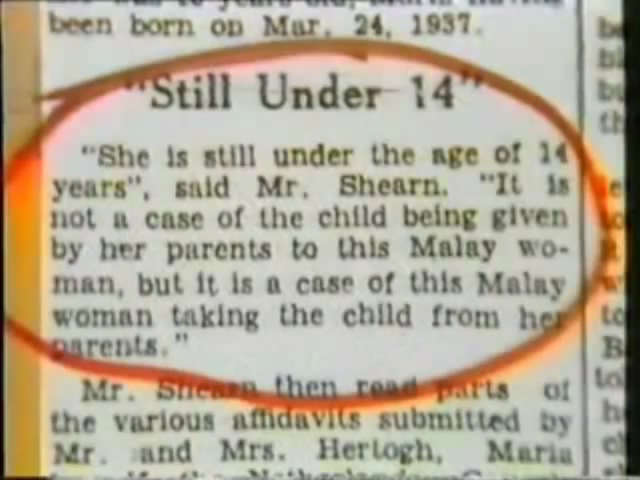 been born on Mar. 24, 1937.
"Still Under 14"
"She is still under the age of 14
years", said Mr. Shearn. "It is
not a case of the child being given
by her parents to this Malay wo-
man, but it is a case of this Malay
woman taking the child from her
parents."
Mr. Shearn then read parts of
the various affidavits submitted by
Mr. and Mrs. Hertogh, Maria